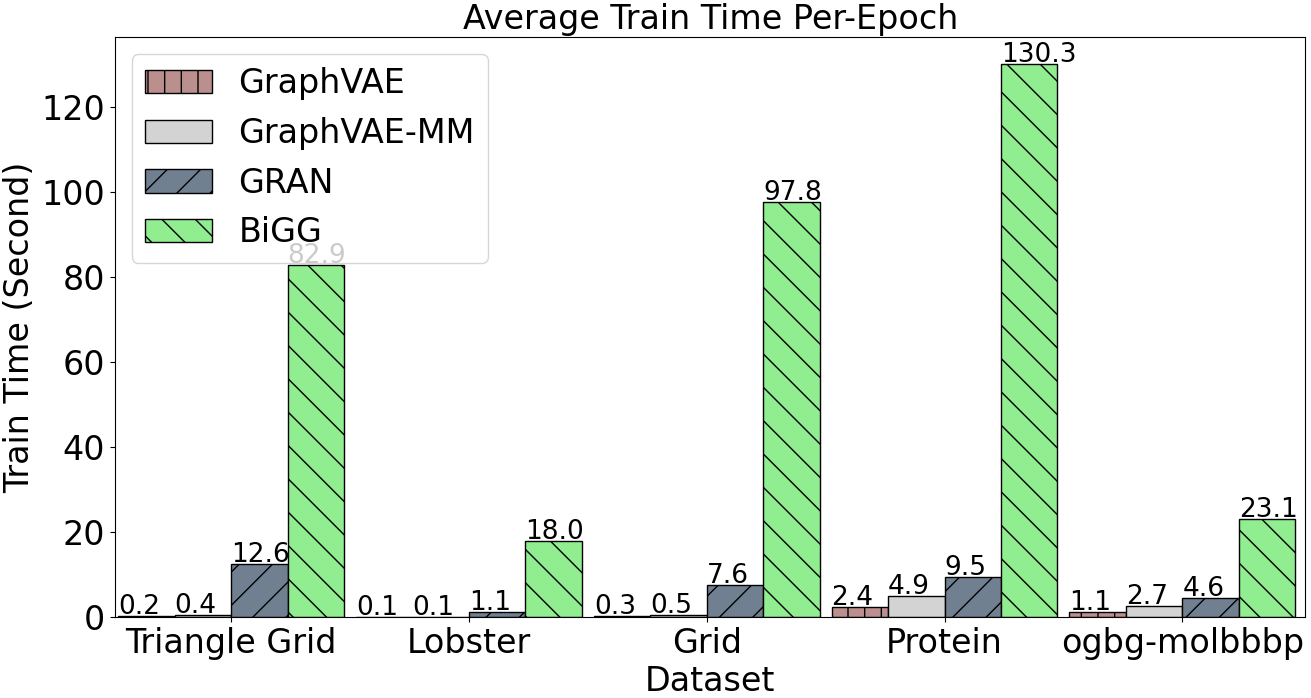 Average Train Time Per-Epoch
GraphVAE
GraphVAE-MM
GRAN
BiGG
Train Time (Second)
120
100
80
60
40
20
0
0.2 0.4 12.6 82.9
0.1 0.1 1.1 18.0
0.3 0.5 7.6 97.8
2.4 4.9 9.5 130.3
1.1 2.7 4.6 23.1
Triangle Grid Lobster Grid Protein ogbg-molbbbp
Dataset